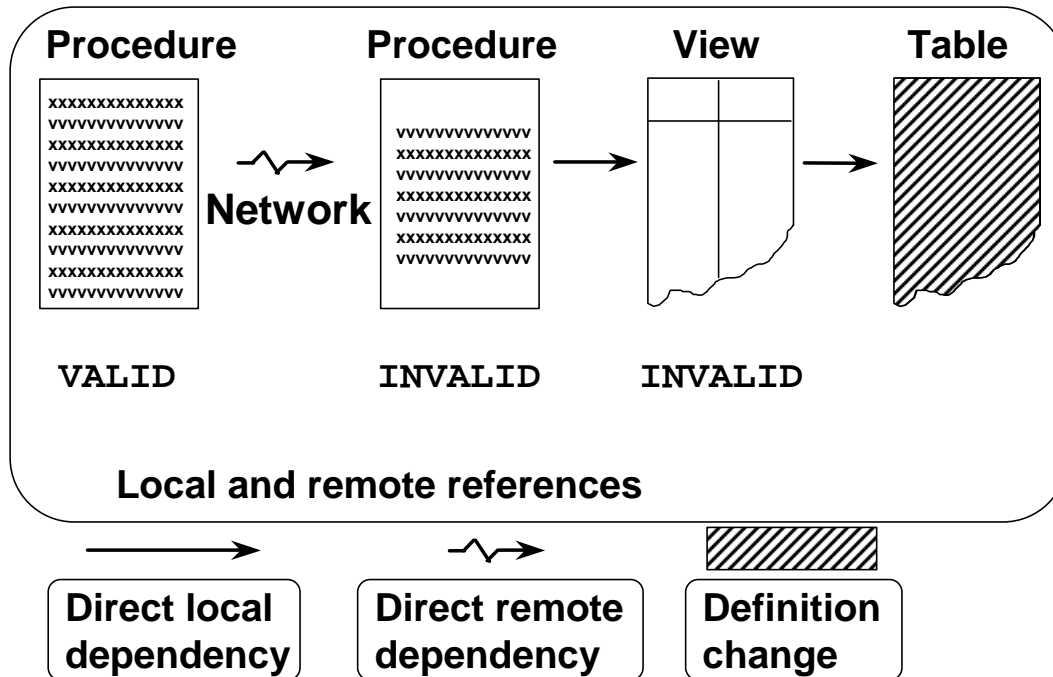 Procedure Procedure View Table
xxxxxxxxxxxxxx
vvvvvvvvvvvvvv
xxxxxxxxxxxxxx
vvvvvvvvvvvvvv
xxxxxxxxxxxxxx
vvvvvvvvvvvvvv
xxxxxxxxxxxxxx
vvvvvvvvvvvvvv
xxxxxxxxxxxxxx
vvvvvvvvvvvvvv
Network
vvvvvvvvvvvvvv
xxxxxxxxxxxxxx
vvvvvvvvvvvvvv
xxxxxxxxxxxxxx
vvvvvvvvvvvvvv
xxxxxxxxxxxxxx
vvvvvvvvvvvvvv
VALID INVALID INVALID
Local and remote references
Direct local
dependency
Direct remote
dependency
Definition
change